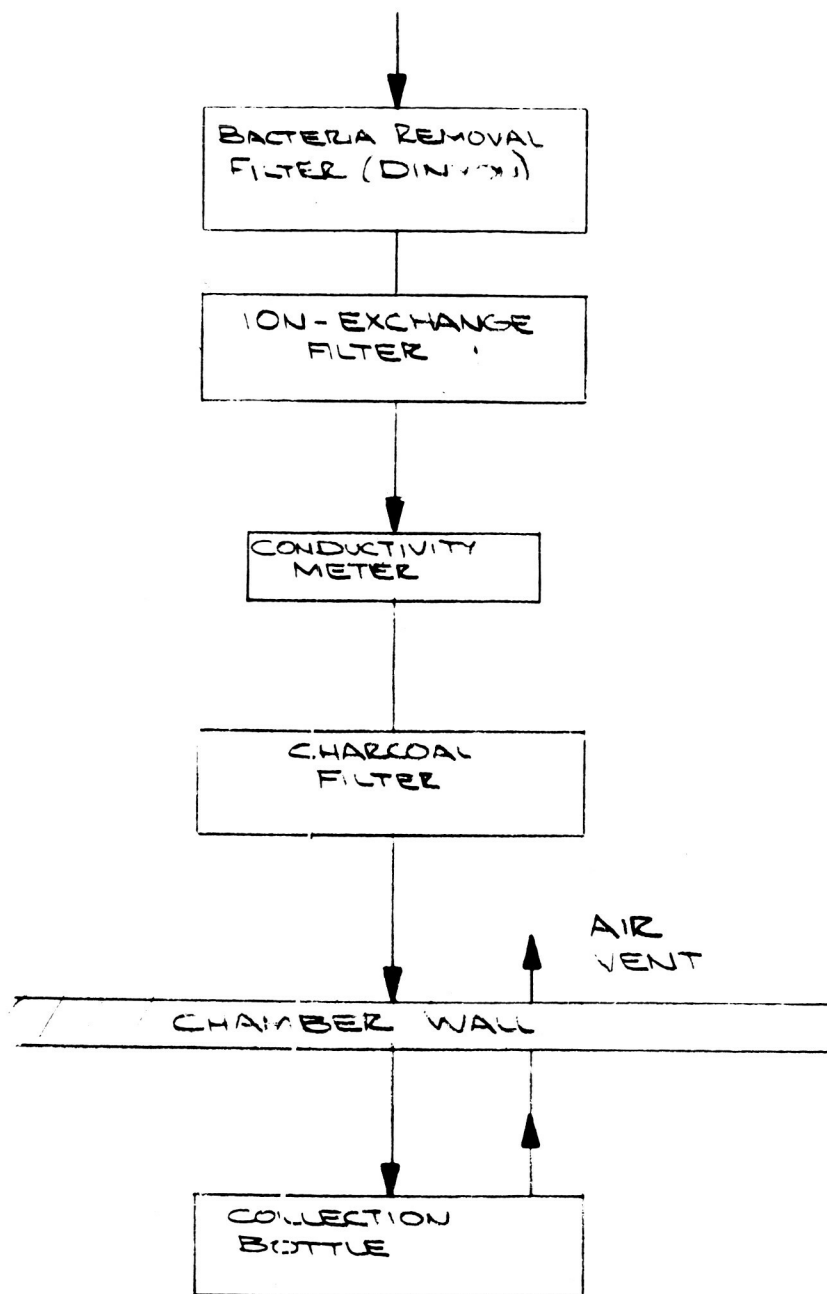 BACTERIA REMOVAL
FILTER
ION-EXCHANGE
FILTER
CONDUCTIVITY
METER
CHARCOAL
FILTER
AIR
VENT
CHAMBER WALL
COLLECTION
BOTTLE